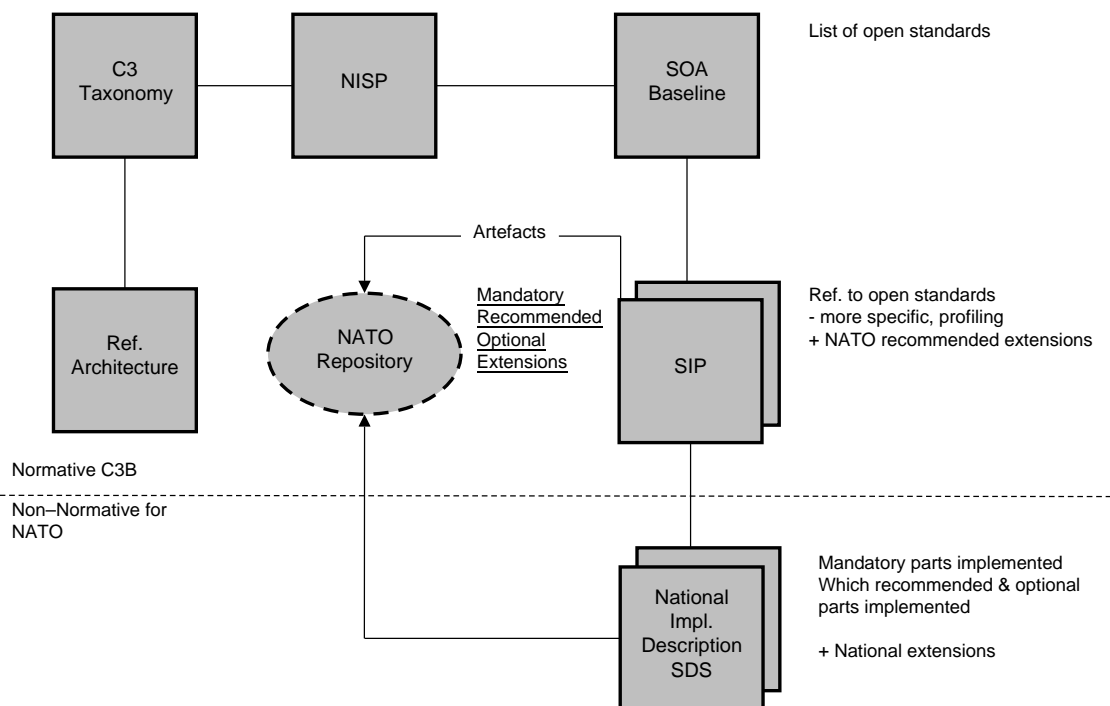 List of open standards
C3
Taxonomy
NISP
SOA
Baseline
Artefacts
Ref.
Architecture
NATO
Repository
Mandatory
Recommended
Optional
Extensions
SIP
Ref. to open standards
- more specific, profiling
+ NATO recommended extensions
Normative C3B
Non–Normative for
NATO
National
Impl.
Description
SDS
Mandatory parts implemented
Which recommended & optional
parts implemented
+ National extensions